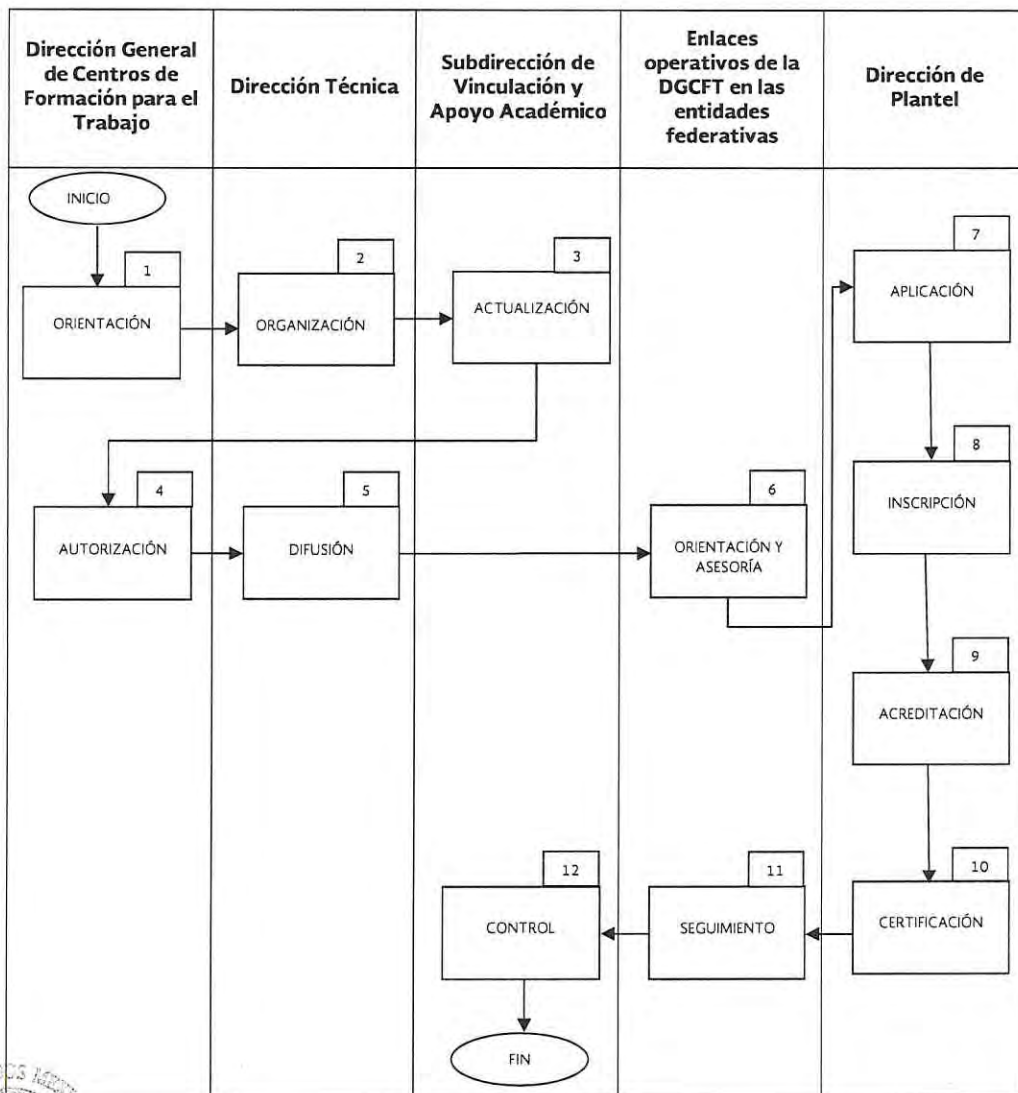 Dirección General
de Centros de
Formación para el
Trabajo
Dirección Técnica
Subdirección de
Vinculación y
Apoyo Académico
Enlaces
operativos de la
DGCFT en las
entidades
federativas
Dirección de
Plantel
INICIO
1
ORIENTACIÓN
2
ORGANIZACIÓN
3
ACTUALIZACIÓN
4
AUTORIZACIÓN
5
DIFUSIÓN
6
ORIENTACIÓN Y
ASESORÍA
7
APLICACIÓN
8
INSCRIPCIÓN
9
ACREDITACIÓN
10
CERTIFICACIÓN
11
SEGUIMIENTO
12
CONTROL
FIN